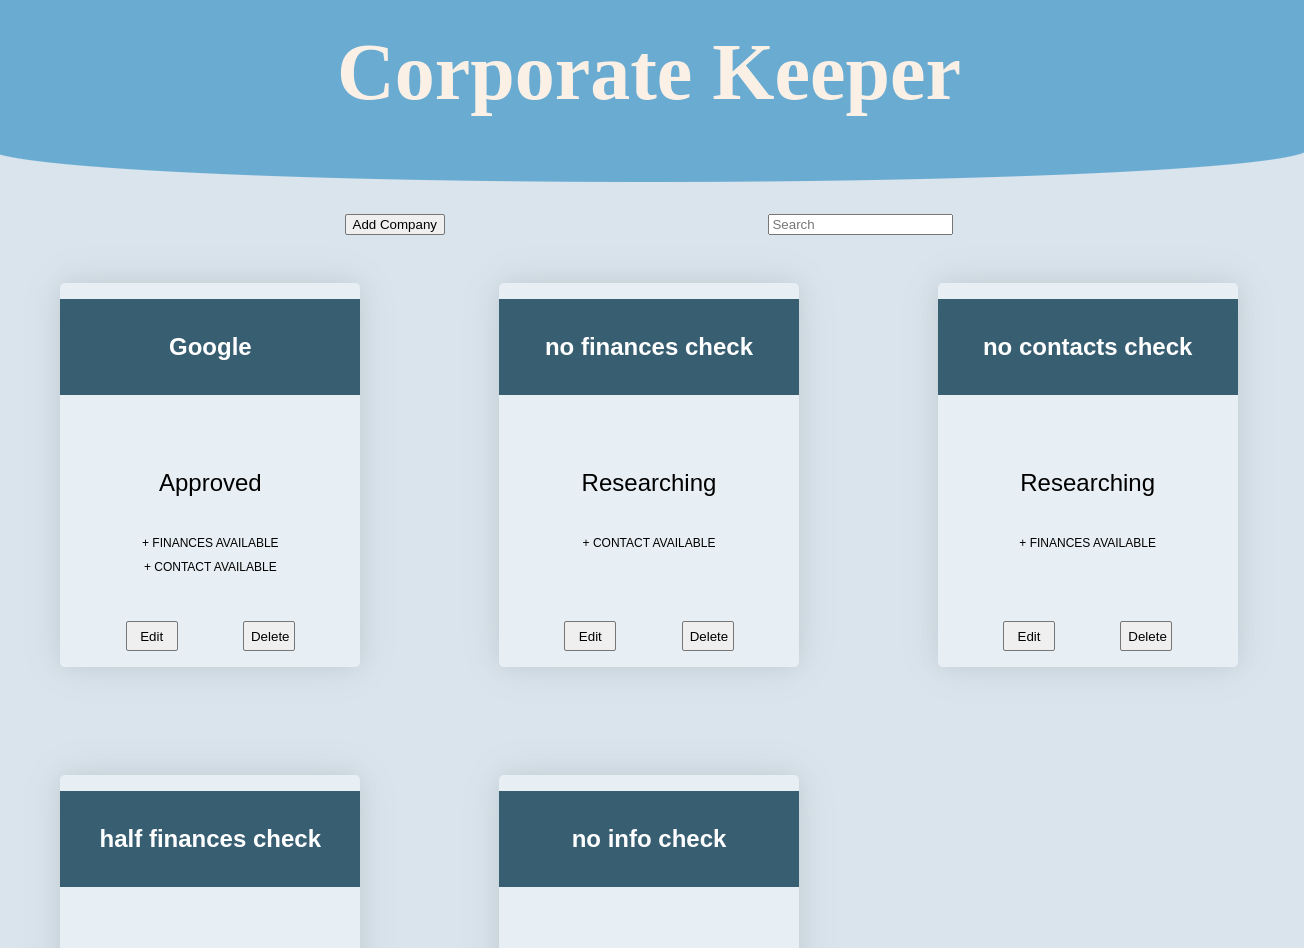 Corporate Keeper
Add Company
Search
Google
Approved
+ FINANCES AVAILABLE
+ CONTACT AVAILABLE
Edit
Delete
no finances check
Researching
+ CONTACT AVAILABLE
Edit
Delete
no contacts check
Researching
+ FINANCES AVAILABLE
Edit
Delete
half finances check
no info check